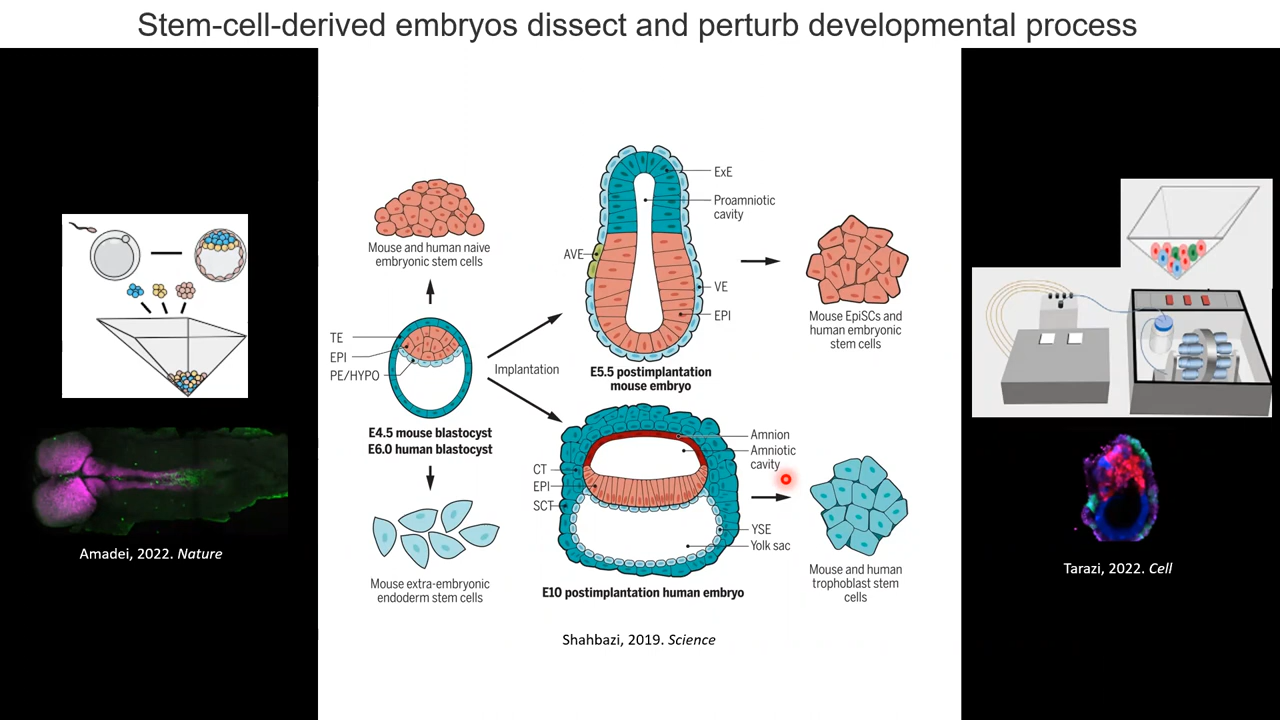 Stem-cell-derived embryos dissect and perturb developmental process
Amadei, 2022. Nature
Mouse and human naive
embryonic stem cells
TE
EPI
PE/HYPO
E4.5 mouse blastocyst
E6.0 human blastocyst
Mouse extra-embryonic
endoderm stem cells
Implantation
ExE
Proamniotic
cavity
AVE
VE
EPI
E5.5 postimplantation
mouse embryo
Mouse EpiSCs and
human embryonic
stem cells
Amnion
Amniotic
cavity
CT
EPI
SCT
YSE
Yolk sac
E10 postimplantation human embryo
Mouse and human
trophoblast stem
cells
Shahbazi, 2019. Science
Tarazi, 2022. Cell